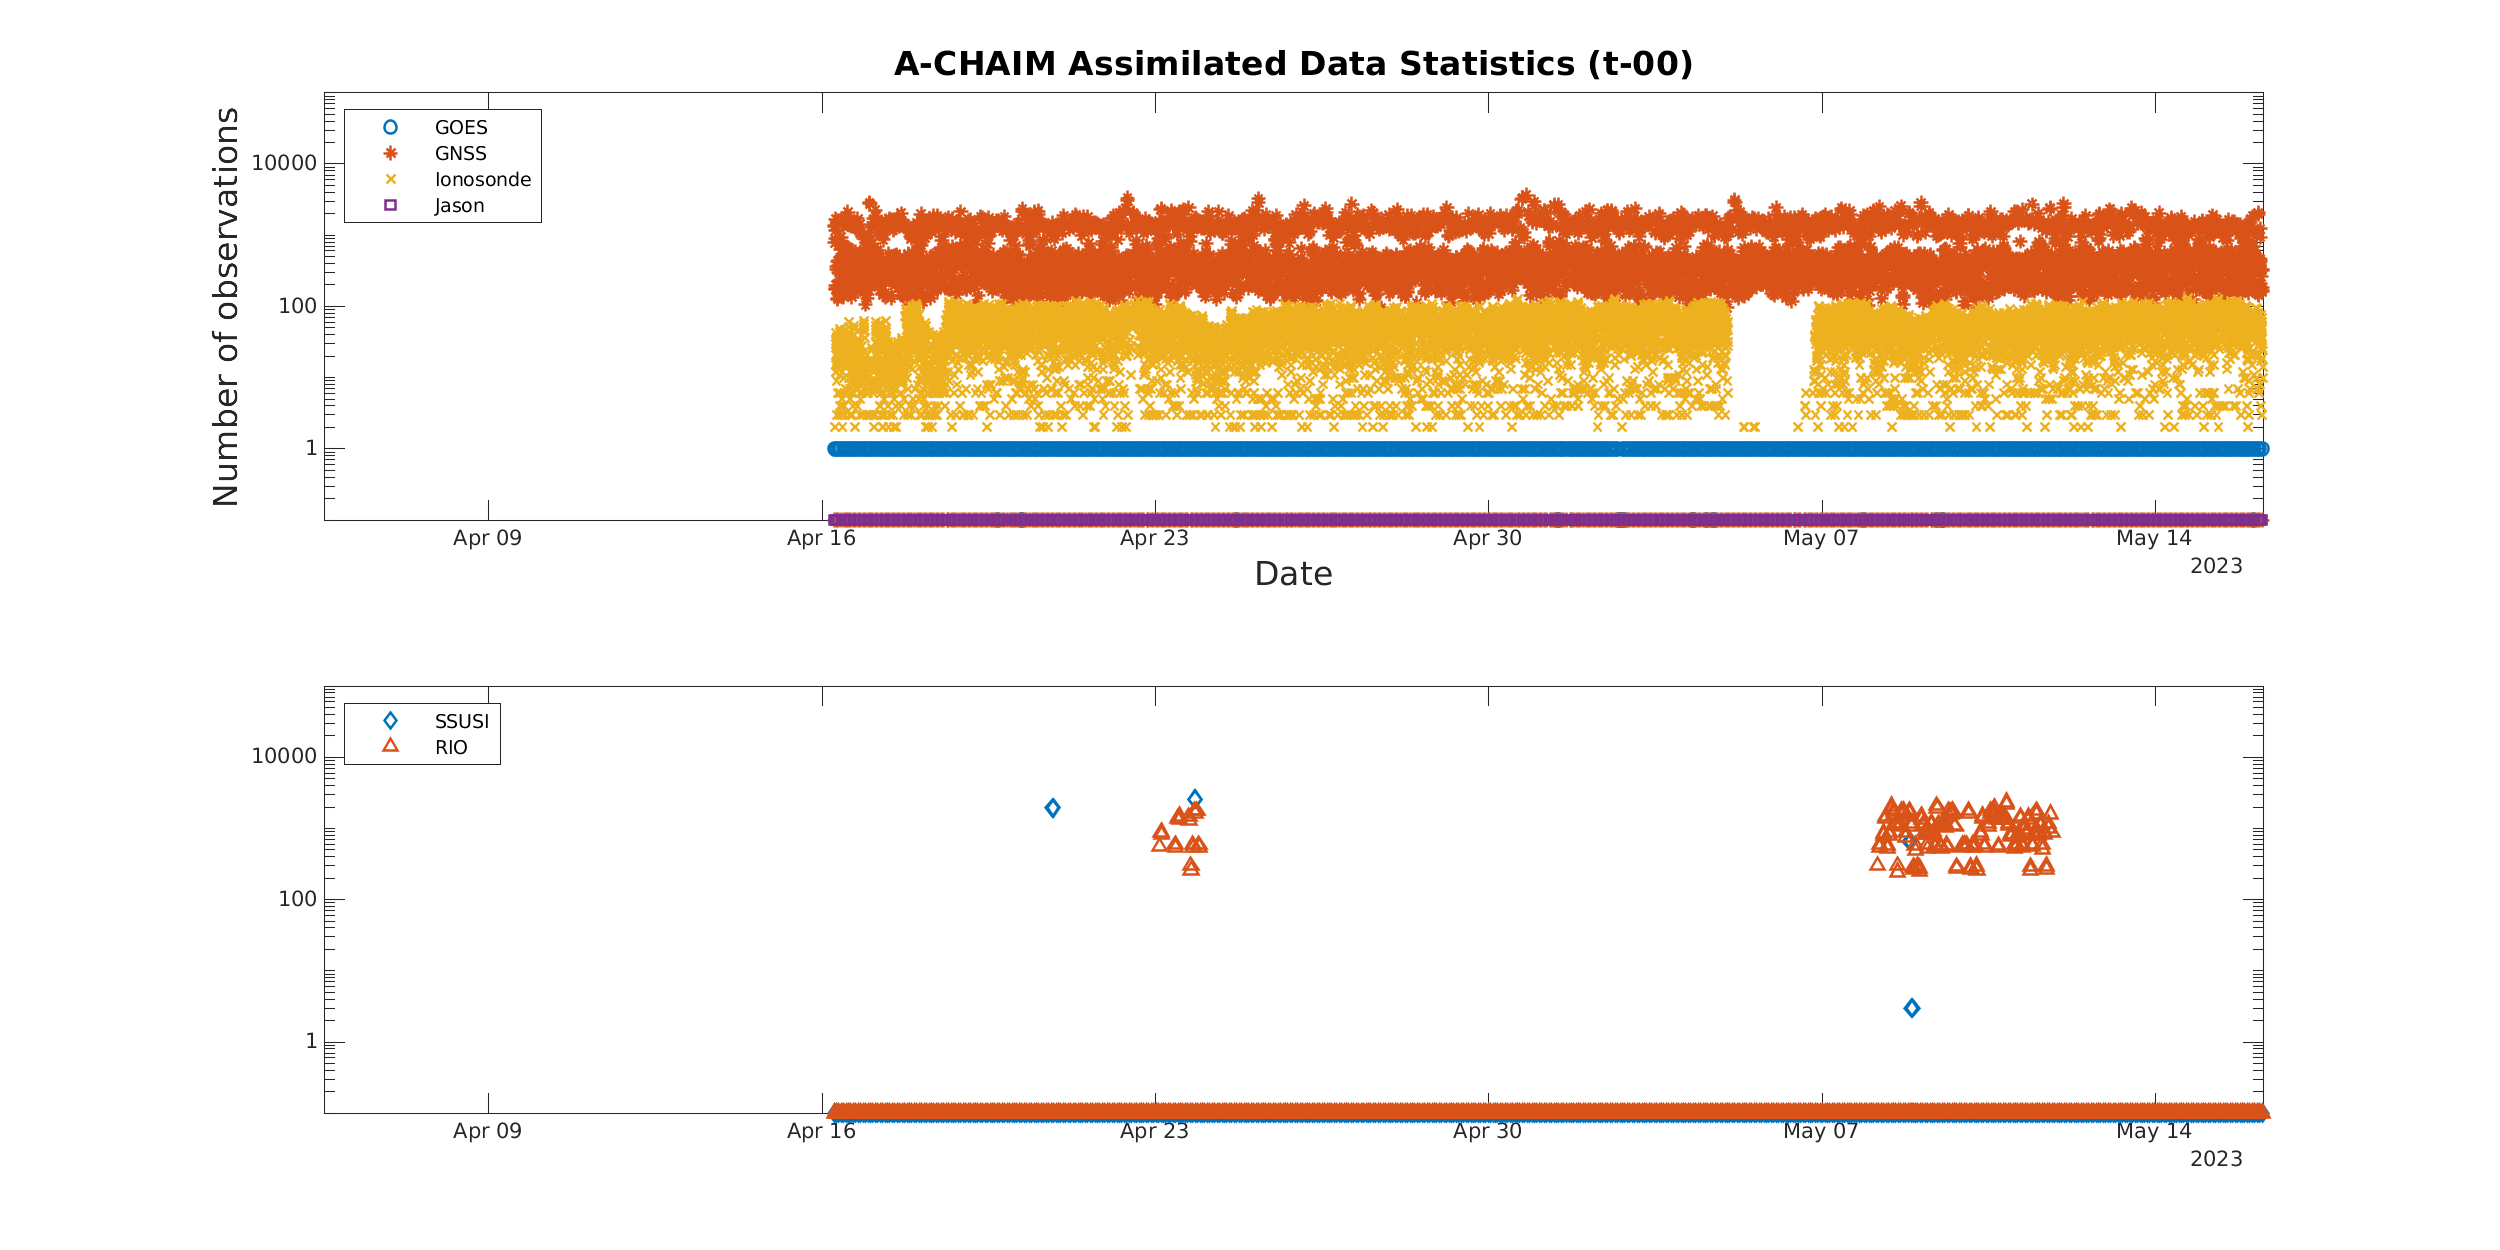 A-CHAIM Assimilated Data Statistics (t-00)
Number of observations
10000
100
1
GOES
GNSS
Ionosonde
Jason
Apr 09 Apr 16 Apr 23 Apr 30 May 07 May 14
2023
Date
10000
100
1
SSUSI
RIO
Apr 09 Apr 16 Apr 23 Apr 30 May 07 May 14
2023